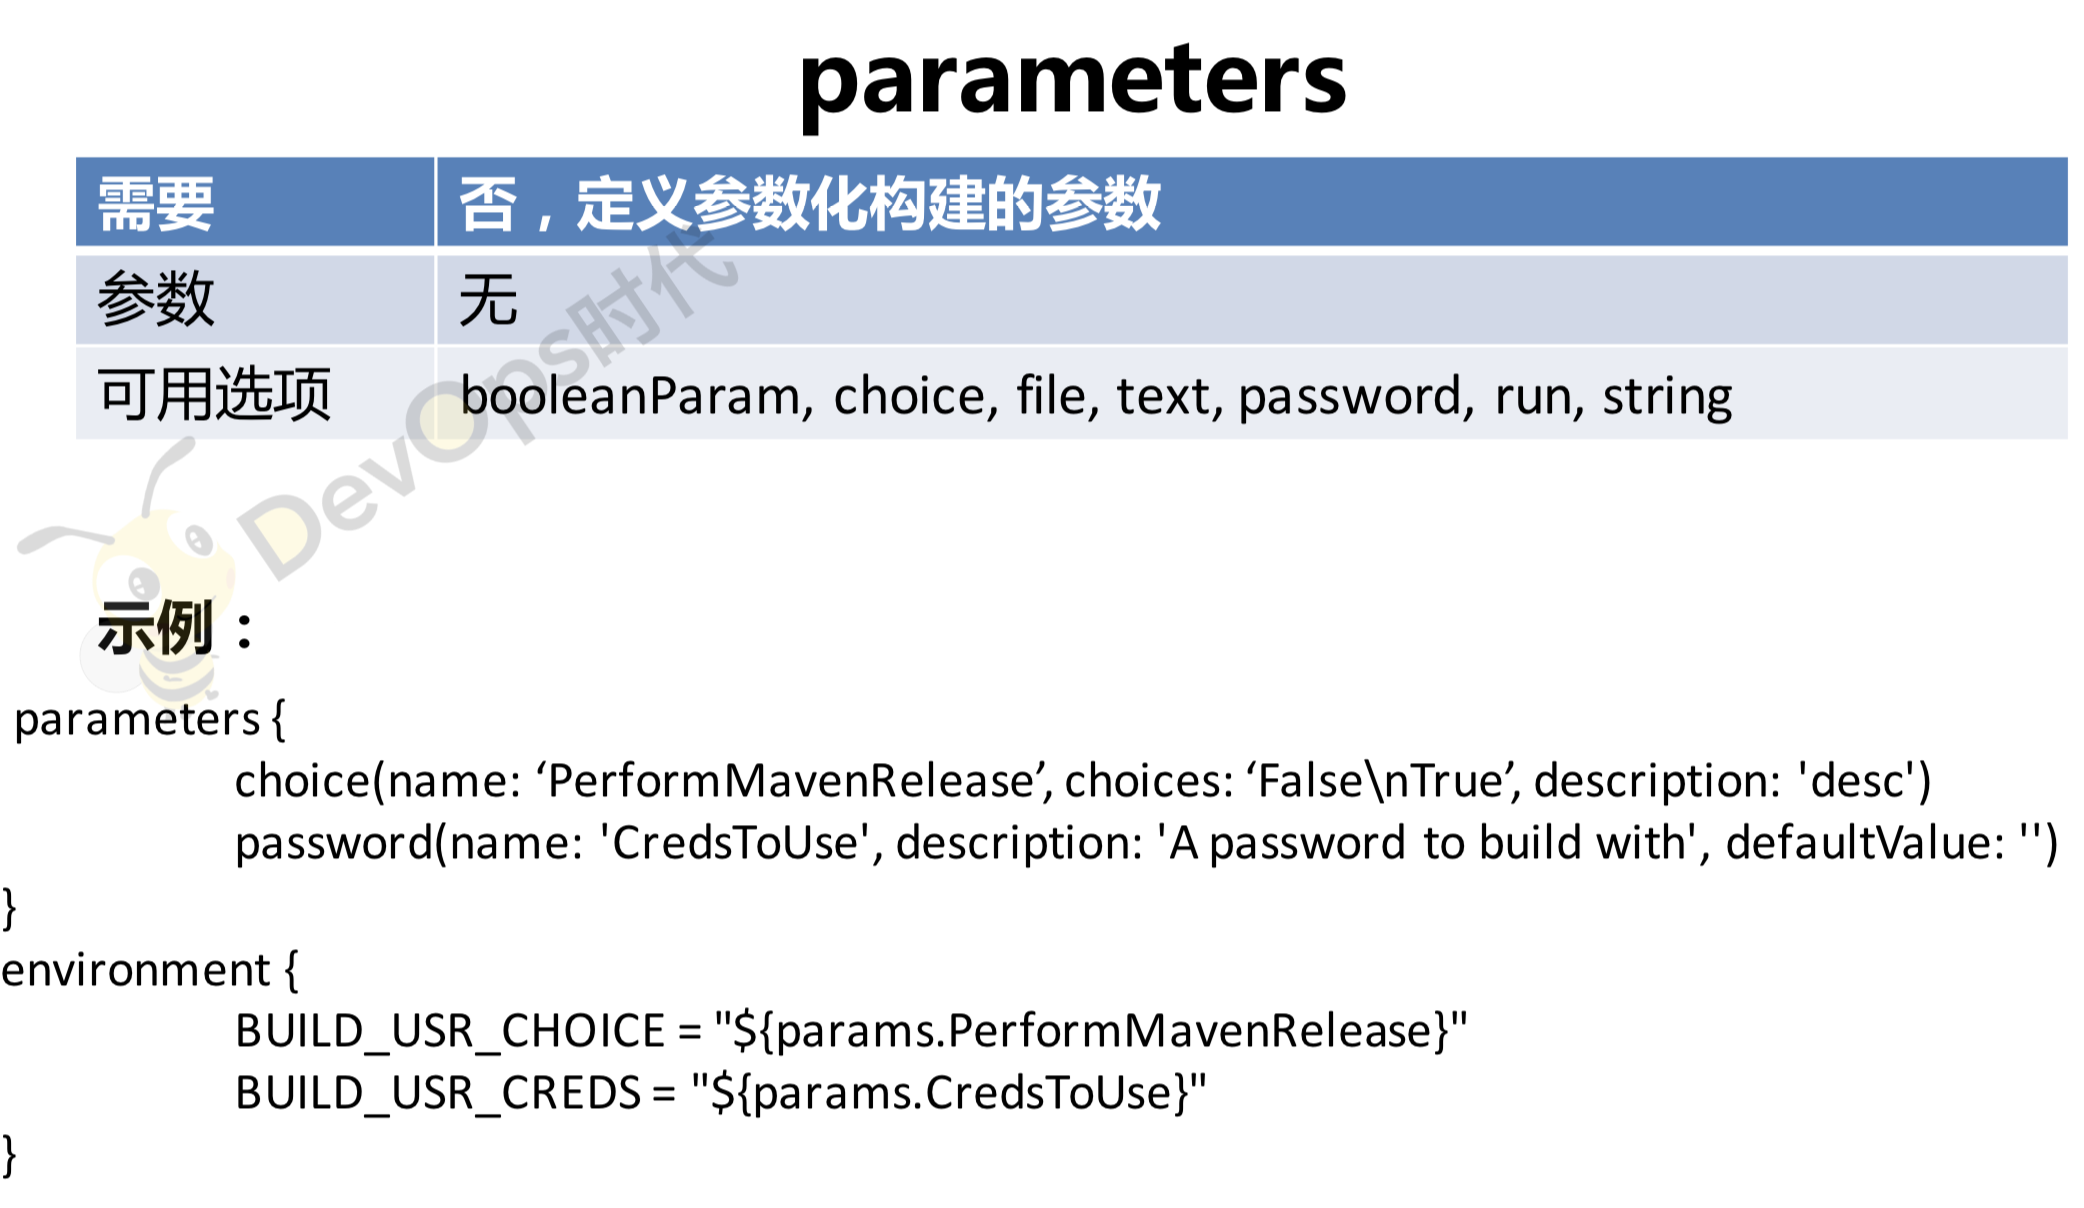 parameters
需要 否，定义参数化构建的参数
参数 无
可用选项 booleanParam, choice, file, text, password, run, string
DevOps时代
示例：
parameters {
choice(name: ‘PerformMavenRelease’, choices: ‘False\nTrue’, description: 'desc')
password(name: 'CredsToUse', description: 'A password to build with', defaultValue: '')
}
environment {
BUILD_USR_CHOICE = "${params.PerformMavenRelease}"
BUILD_USR_CREDS = "${params.CredsToUse}"
}